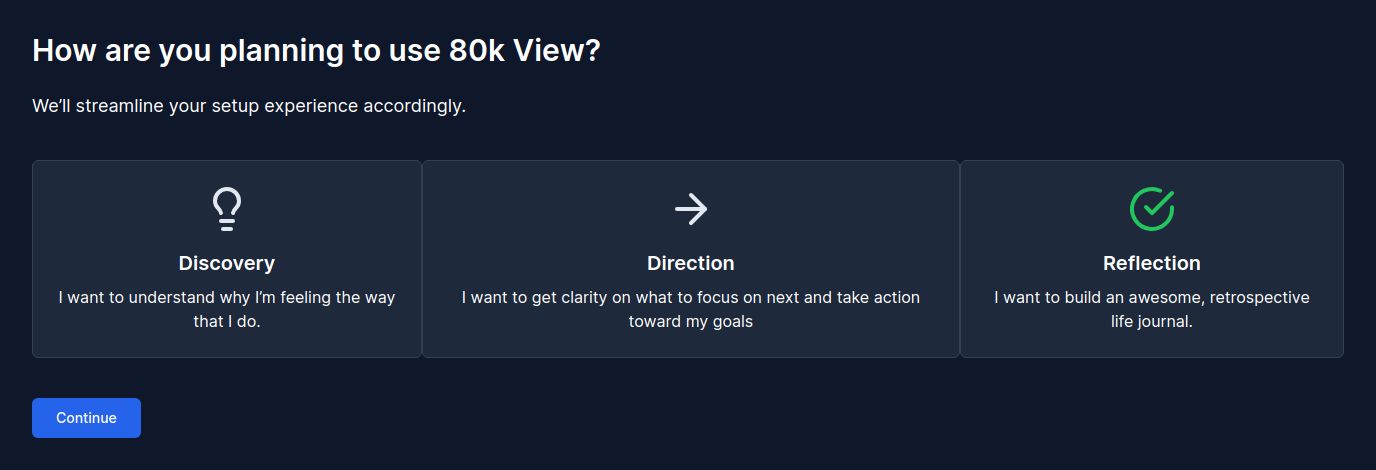 How are you planning to use 80k View?
We’ll streamline your setup experience accordingly.
Discovery
I want to understand why I’m feeling the way
that I do.
Direction
I want to get clarity on what to focus on next and take action
toward my goals
Reflection
I want to build an awesome, retrospective
life journal.
Continue